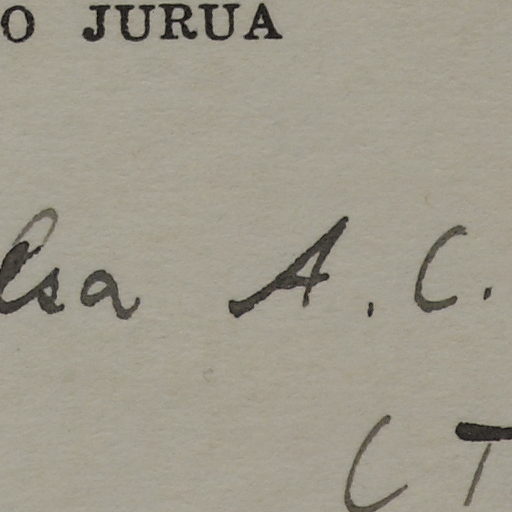 O JURUA
lsa A. C.
(T